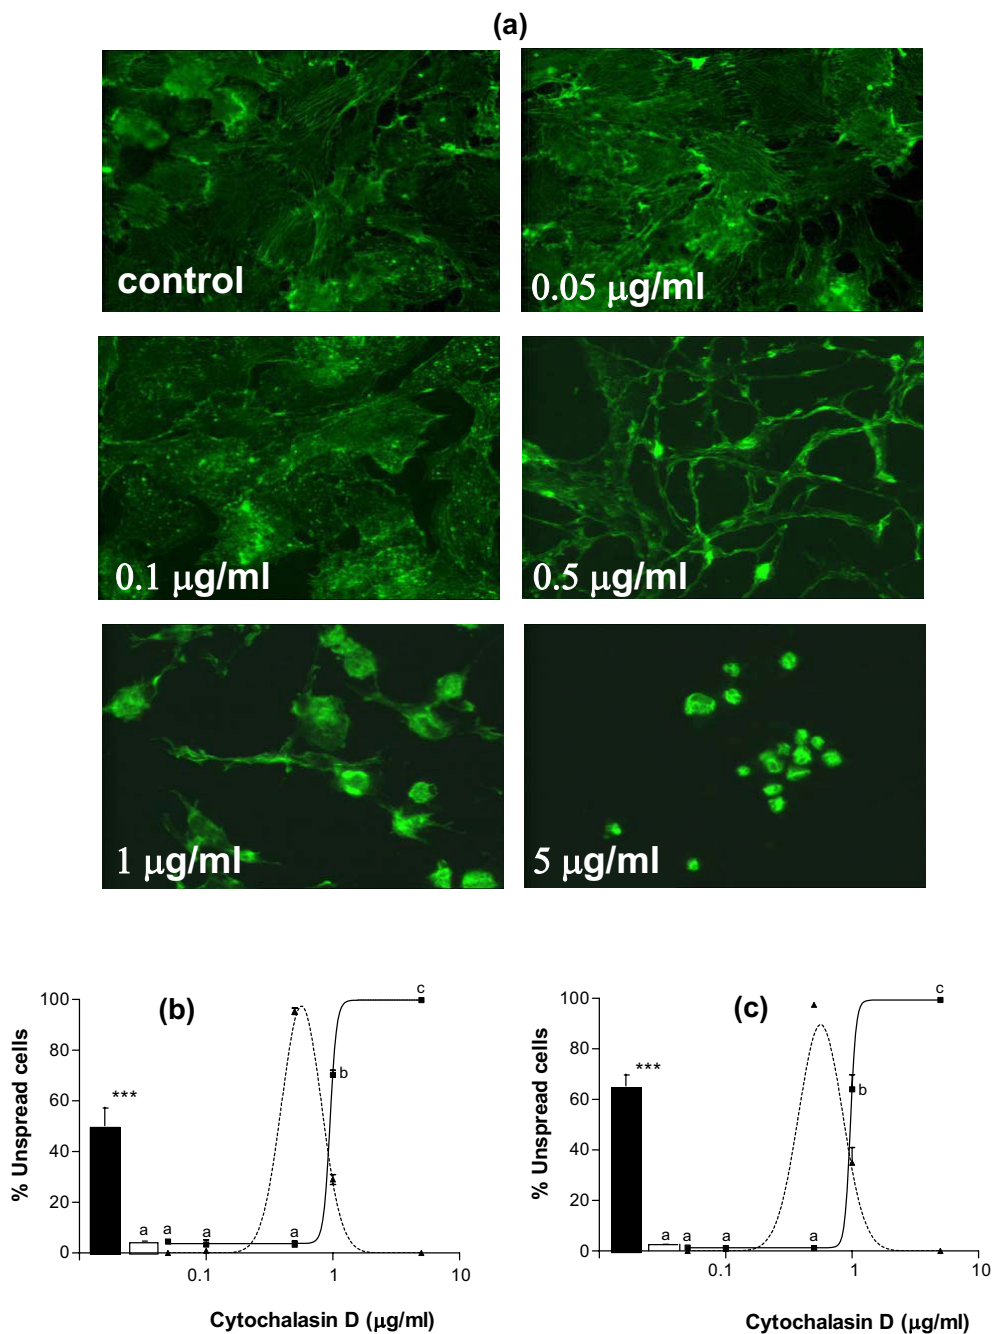 (a)
control
0.05 μg/ml
0.1 μg/ml
0.5 μg/ml
1 μg/ml
5 μg/ml
(b)
% Unspread cells
100
80
60
40
20
0
***
a
a
a
a
b
c
0.1
1
10
Cytochalasin D (μg/ml)
(c)
% Unspread cells
100
80
60
40
20
0
***
a
a
a
a
b
c
0.1
1
10
Cytochalasin D (μg/ml)